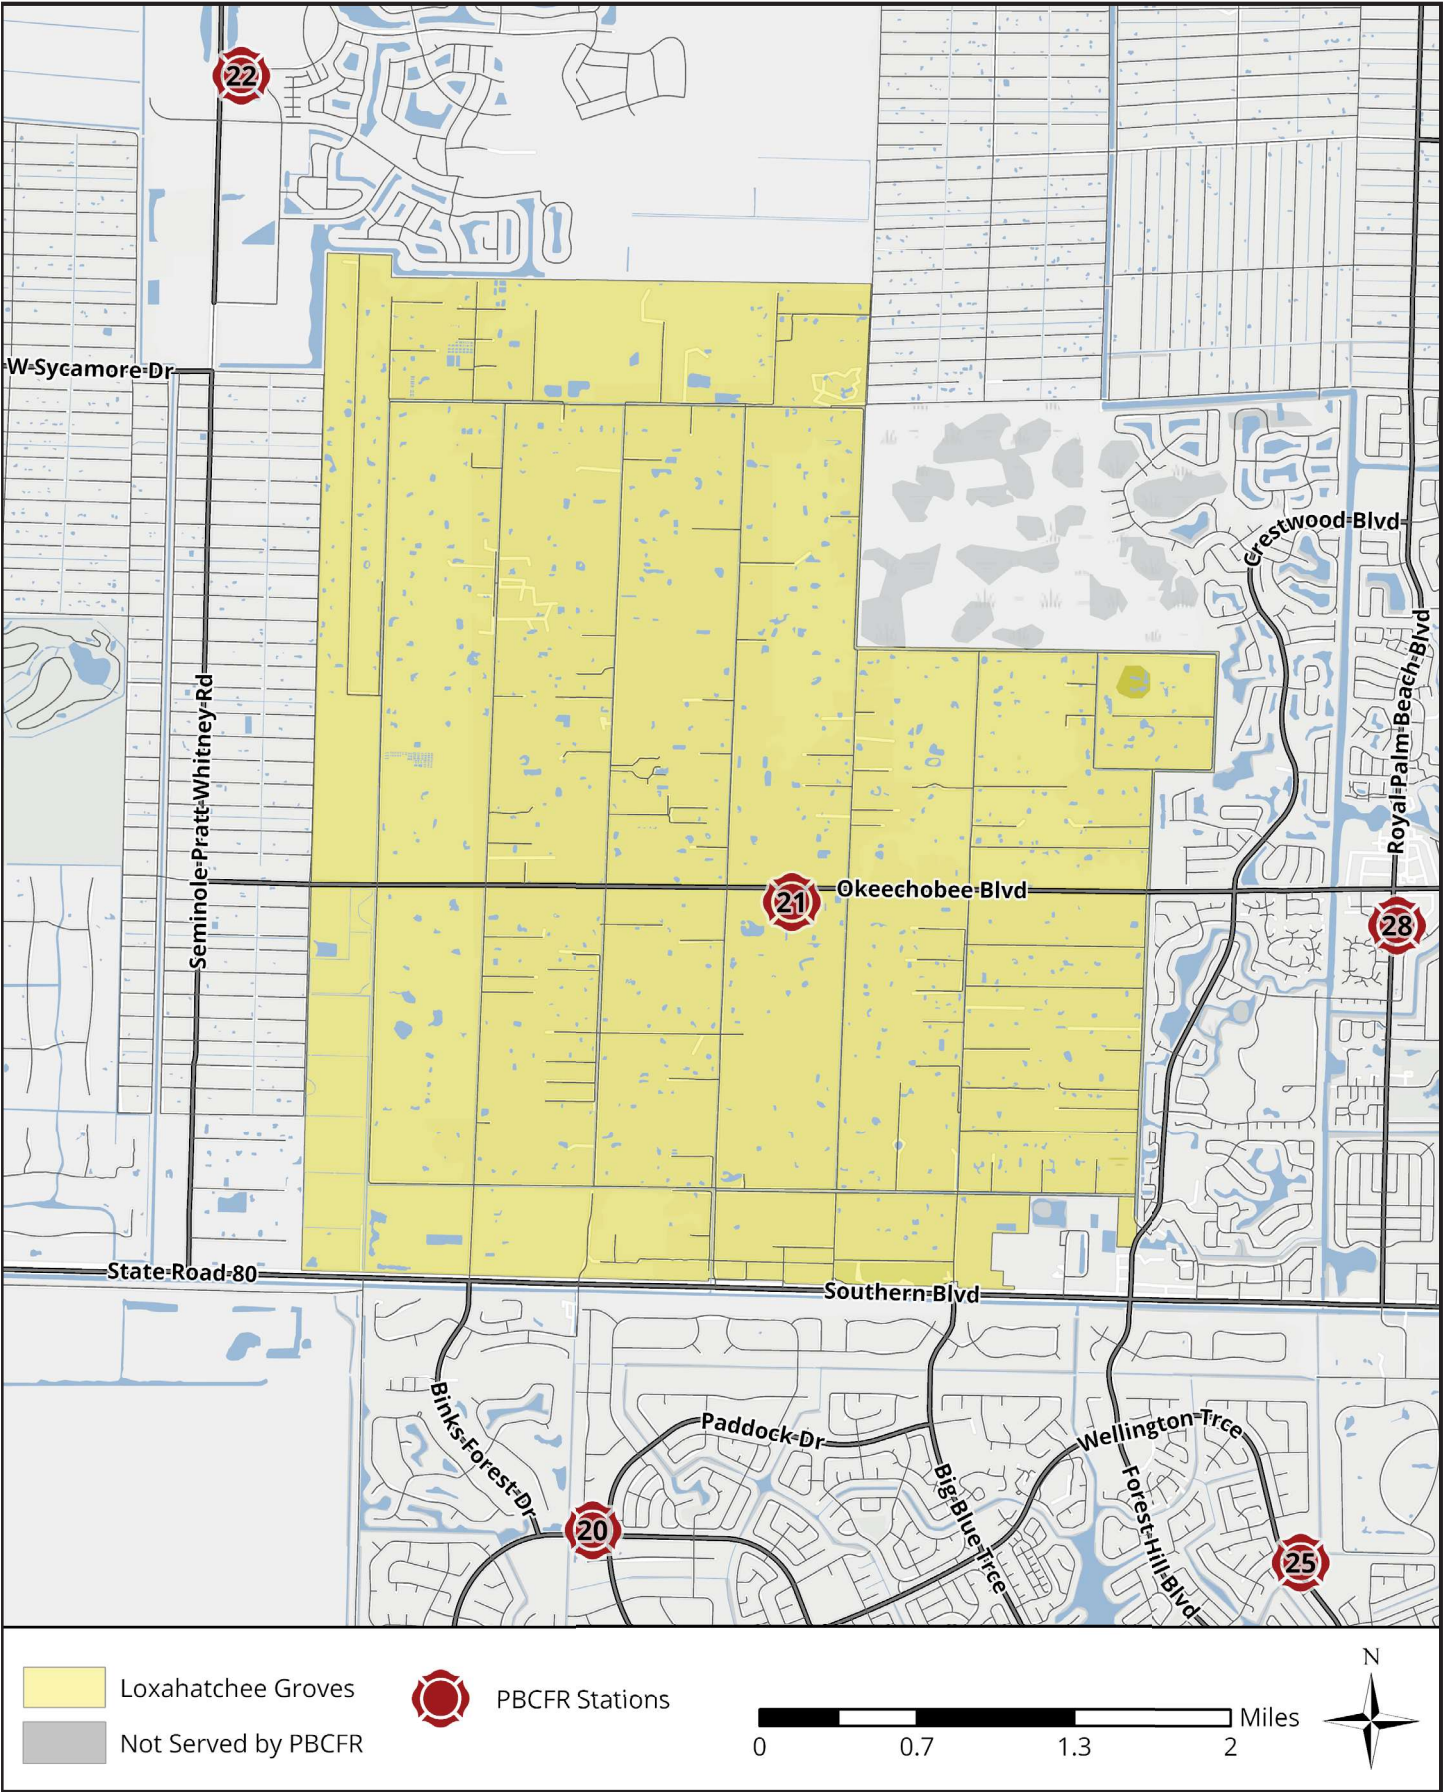 22
W Sycamore Dr
Crestwood Blvd
Royal Palm Beach Blvd
Seminole Pratt Whitney Rd
21
Okeechobee Blvd
28
State Road 80
Southern Blvd
Binks Forest Dr
Paddock Dr
Wellington Trce
Big Blue Trce
Forest Hill Blvd
20
25
Loxahatchee Groves
Not Served by PBCFR
PBCFR Stations
Miles
0 0.7 1.3 2
N